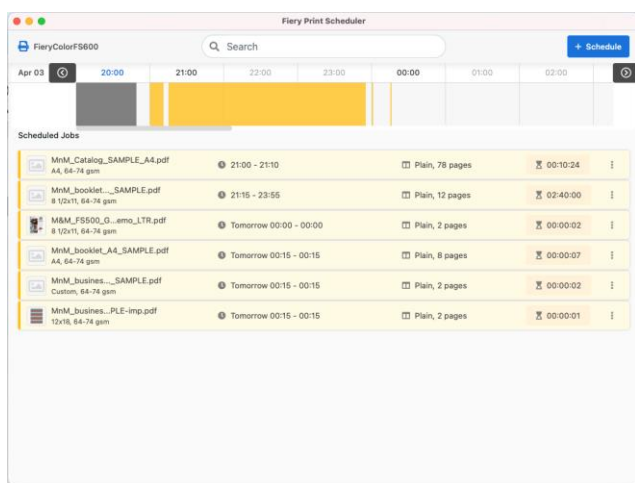 Fiery Print Scheduler
FieryColorFS600
Search
+ Schedule
Apr 03 20:00 21:00 22:00 23:00 00:00 01:00 02:00
Scheduled Jobs
MnM_Catalog_SAMPLE_A4.pdf
A4, 64-74 gsm
21:00 - 21:10
Plain, 78 pages
00:10:24
MnM_booklet..._SAMPLE.pdf
8 1/2x11, 64-74 gsm
21:15 - 23:55
Plain, 12 pages
02:40:00
M&M_FS500_G...emo_LTR.pdf
8 1/2x11, 64-74 gsm
Tomorrow 00:00 - 00:00
Plain, 2 pages
00:00:02
MnM_booklet_A4_SAMPLE.pdf
A4, 64-74 gsm
Tomorrow 00:15 - 00:15
Plain, 8 pages
00:00:07
MnM_busines..._SAMPLE.pdf
Custom, 64-74 gsm
Tomorrow 00:15 - 00:15
Plain, 2 pages
00:00:02
MnM_busines...PLE-imp.pdf
12x18, 64-74 gsm
Tomorrow 00:15 - 00:15
Plain, 2 pages
00:00:01